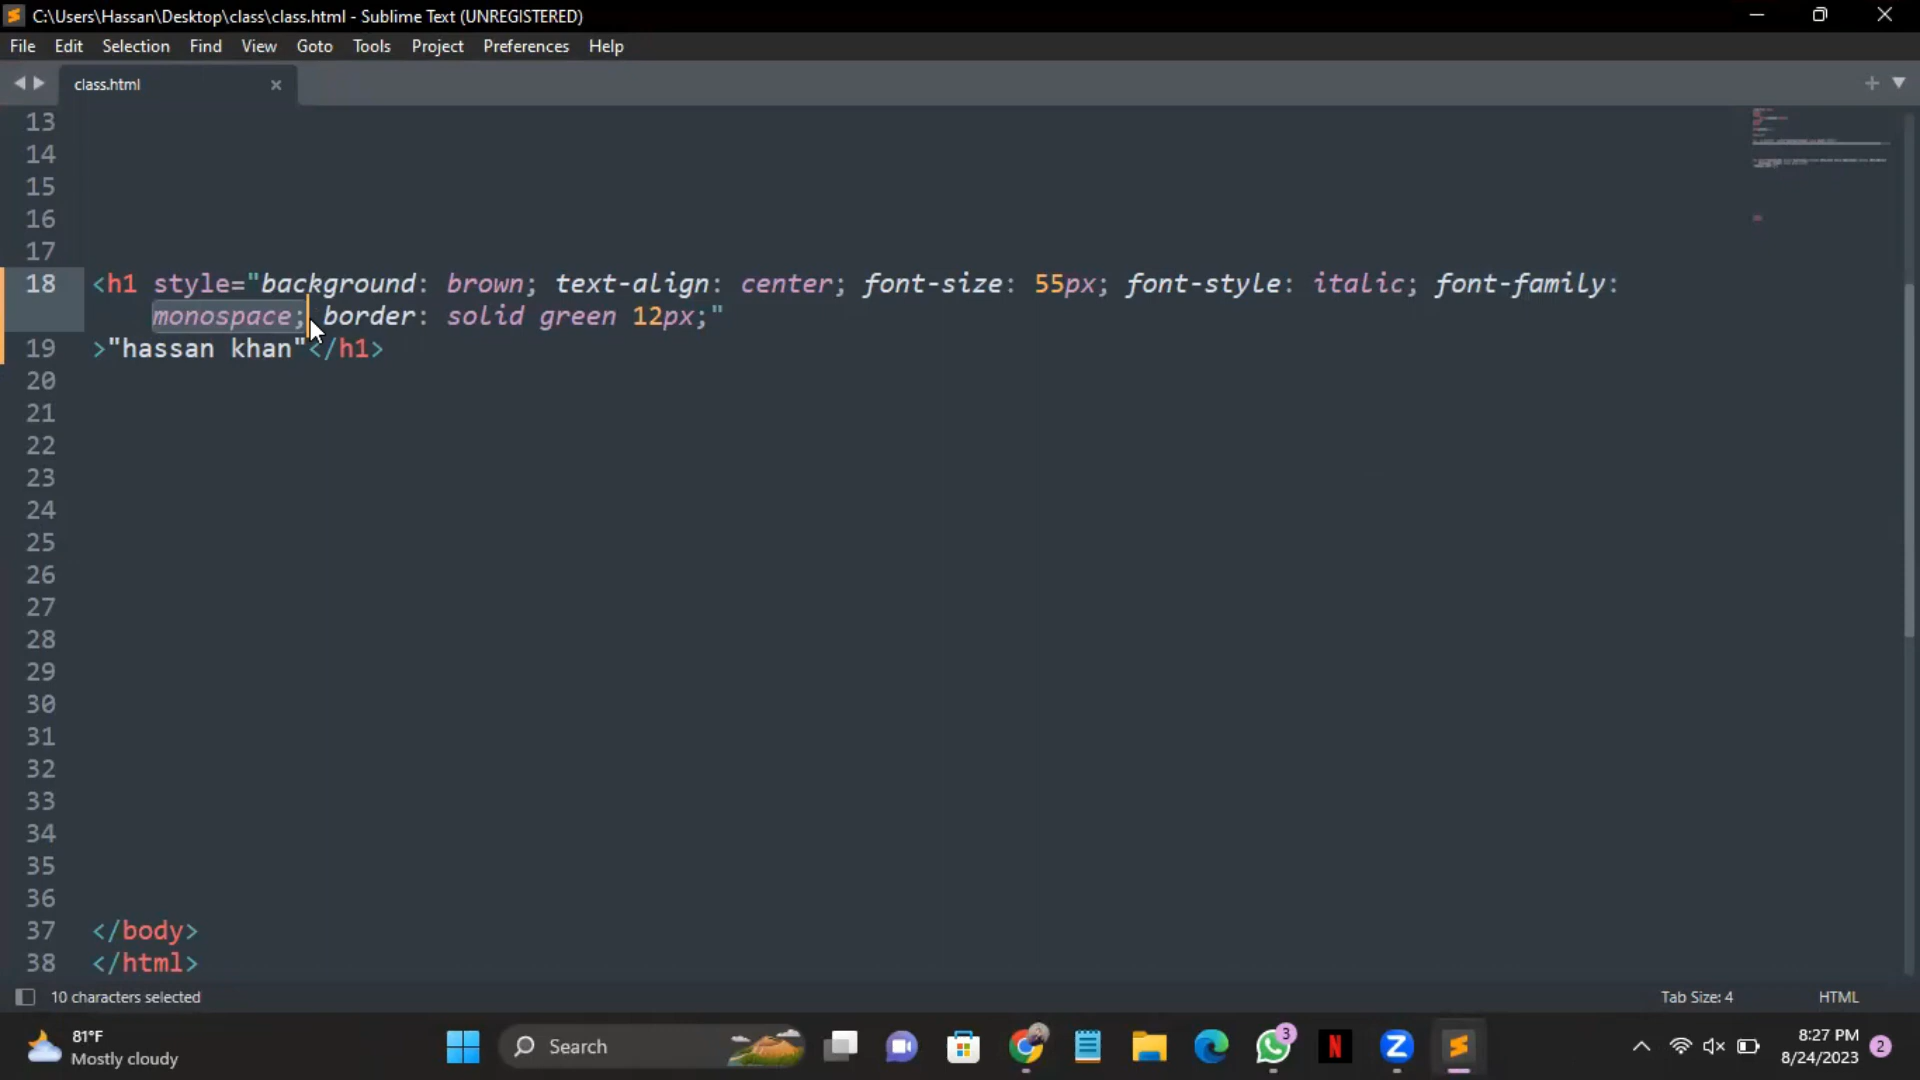 C:\Users\Hassan\Desktop\class\class.html - Sublime Text (UNREGISTERED)
File Edit Selection Find View Goto Tools Project Preferences Help
class.html
13
14
15
16
17
18 <h1 style="background: brown; text-align: center; font-size: 55px; font-style: italic; font-family:
monospace; border: solid green 12px;"
19 >"hassan khan"</h1>
20
21
22
23
24
25
26
27
28
29
30
31
32
33
34
35
36
37 </body>
38 </html>
10 characters selected Tab Size: 4 HTML
81°F
Mostly cloudy
Search
3
N
Z
8:27 PM
8/24/2023
2